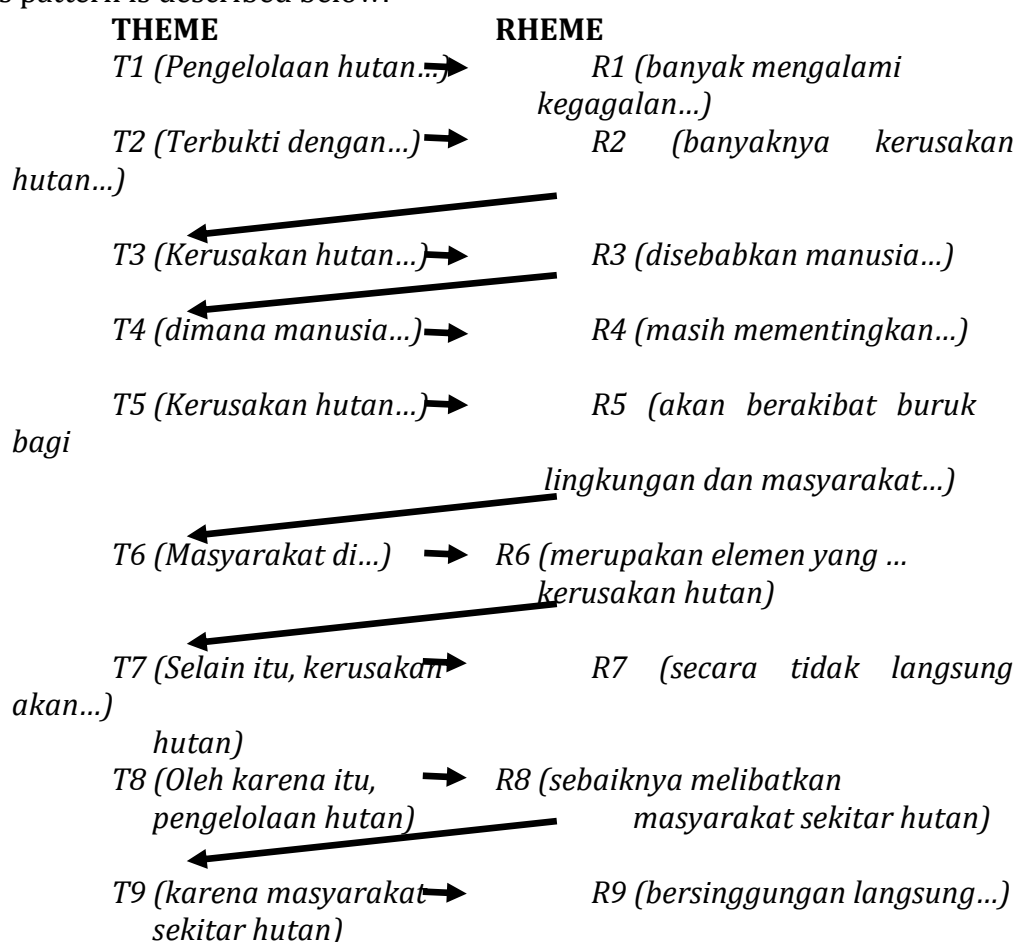 THEME RHEME
T1 (Pengelolaan hutan…) R1 (banyak mengalami
kegagalan…)
T2 (Terbukti dengan…) R2 (banyaknya kerusakan
hutan…)
T3 (Kerusakan hutan…) R3 (disebabkan manusia…)
T4 (dimana manusia…) R4 (masih mementingkan…)
T5 (Kerusakan hutan…) R5 (akan berakibat buruk
bagi
lingkungan dan masyarakat…)
T6 (Masyarakat di…) R6 (merupakan elemen yang …
kerusakan hutan)
T7 (Selain itu, kerusakan R7 (secara tidak langsung
akan…)
hutan)
T8 (Oleh karena itu, R8 (sebaiknya melibatkan
pengelolaan hutan) masyarakat sekitar hutan)
T9 (karena masyarakat R9 (bersinggungan langsung…)
sekitar hutan)